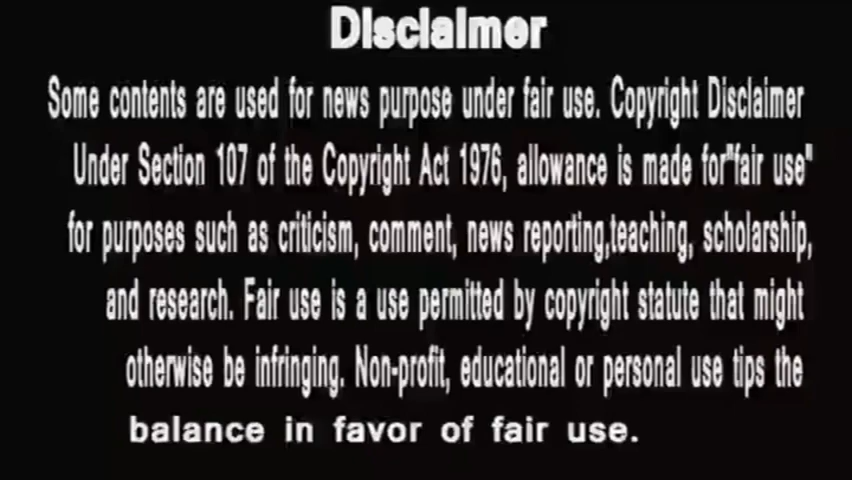 Disclaimer
Some contents are used for news purpose under fair use. Copyright Disclaimer
Under Section 107 of the Copyright Act 1976, allowance is made for"fair use"
for purposes such as criticism, comment, news reporting,teaching, scholarship,
and research. Fair use is a use permitted by copyright statute that might
otherwise be infringing. Non-profit, educational or personal use tips the
balance in favor of fair use.